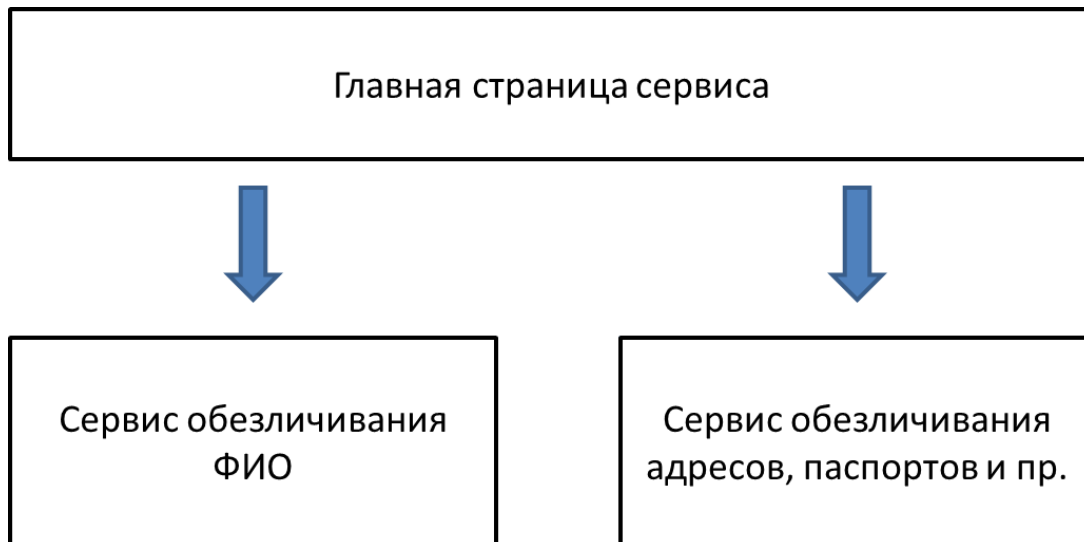 Главная страница сервиса
Сервис обезличивания
ФИО
Сервис обезличивания
адресов, паспортов и пр.